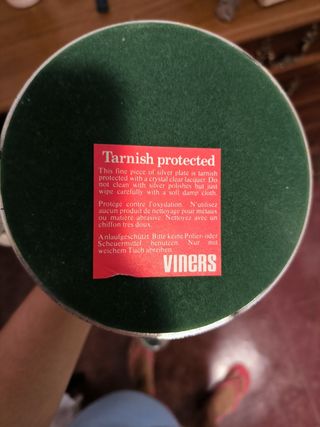 Tarnish protected
This fine piece of silver plate is tarnish
protected with a crystal clear lacquer. Do
not clean with silver polishes but just
wipe carefully with a soft damp cloth.
Protége contre l'oxydation. N'utilisez
aucun produit de nettoyage pour metaux
ou matière abrasive. Nettoyez avec un
chiffon très doux.
Anlaufgeschützt. Bitte keine Polier- oder
Scheuermittel benutzen. Nur mit
weichem Tuch abreiben.
VINERS